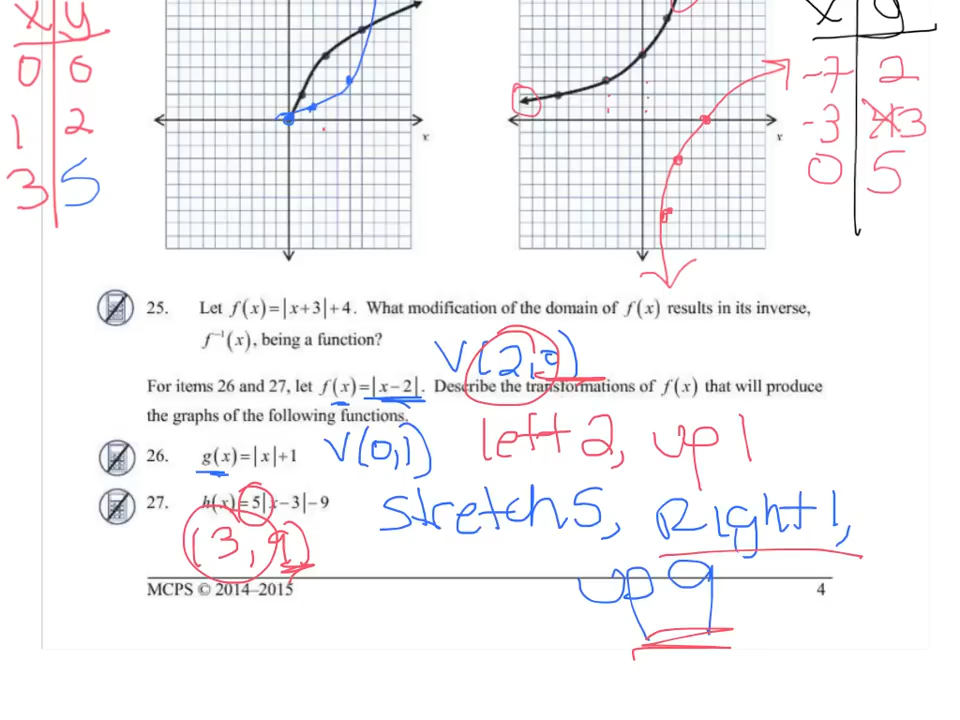 x y
x y
0 0
-7 2
1 2
-3 3
3 5
0 5
x
x
25. Let f(x)=|x+3|+4. What modification of the domain of f(x) results in its inverse,
f⁻¹(x), being a function?
V(2,0)
For items 26 and 27, let f(x)=|x−2|. Describe the transformations of f(x) that will produce
the graphs of the following functions.
26. g(x)=|x|+1 V(0,1) left 2, up 1
27. h(x)=5|x−3|−9 stretch 5, Right 1,
(3,9)
up 9
MCPS © 2014–2015 4